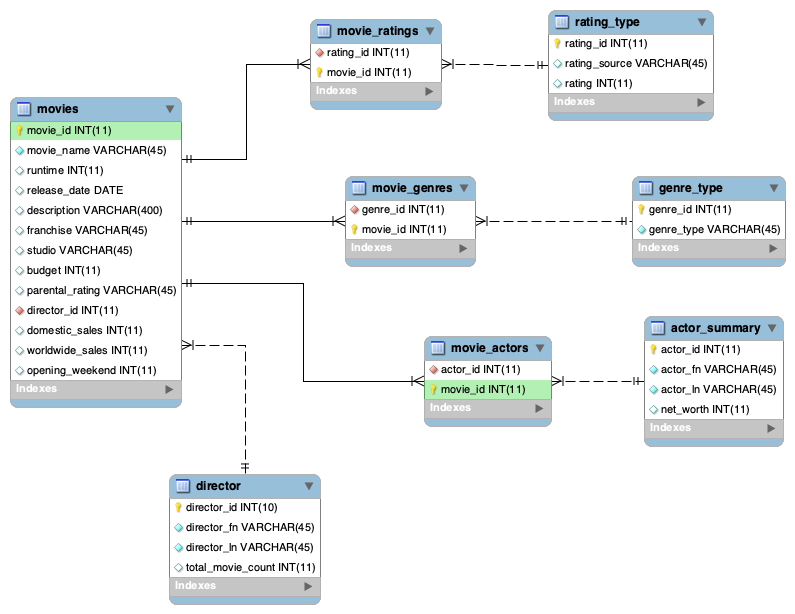 movie_ratings
rating_id INT(11)
movie_id INT(11)
Indexes
rating_type
rating_id INT(11)
rating_source VARCHAR(45)
rating INT(11)
Indexes
movies
movie_id INT(11)
movie_name VARCHAR(45)
runtime INT(11)
release_date DATE
description VARCHAR(400)
franchise VARCHAR(45)
studio VARCHAR(45)
budget INT(11)
parental_rating VARCHAR(45)
director_id INT(11)
domestic_sales INT(11)
worldwide_sales INT(11)
opening_weekend INT(11)
Indexes
movie_genres
genre_id INT(11)
movie_id INT(11)
Indexes
genre_type
genre_id INT(11)
genre_type VARCHAR(45)
Indexes
movie_actors
actor_id INT(11)
movie_id INT(11)
Indexes
actor_summary
actor_id INT(11)
actor_fn VARCHAR(45)
actor_ln VARCHAR(45)
net_worth INT(11)
Indexes
director
director_id INT(10)
director_fn VARCHAR(45)
director_ln VARCHAR(45)
total_movie_count INT(11)
Indexes